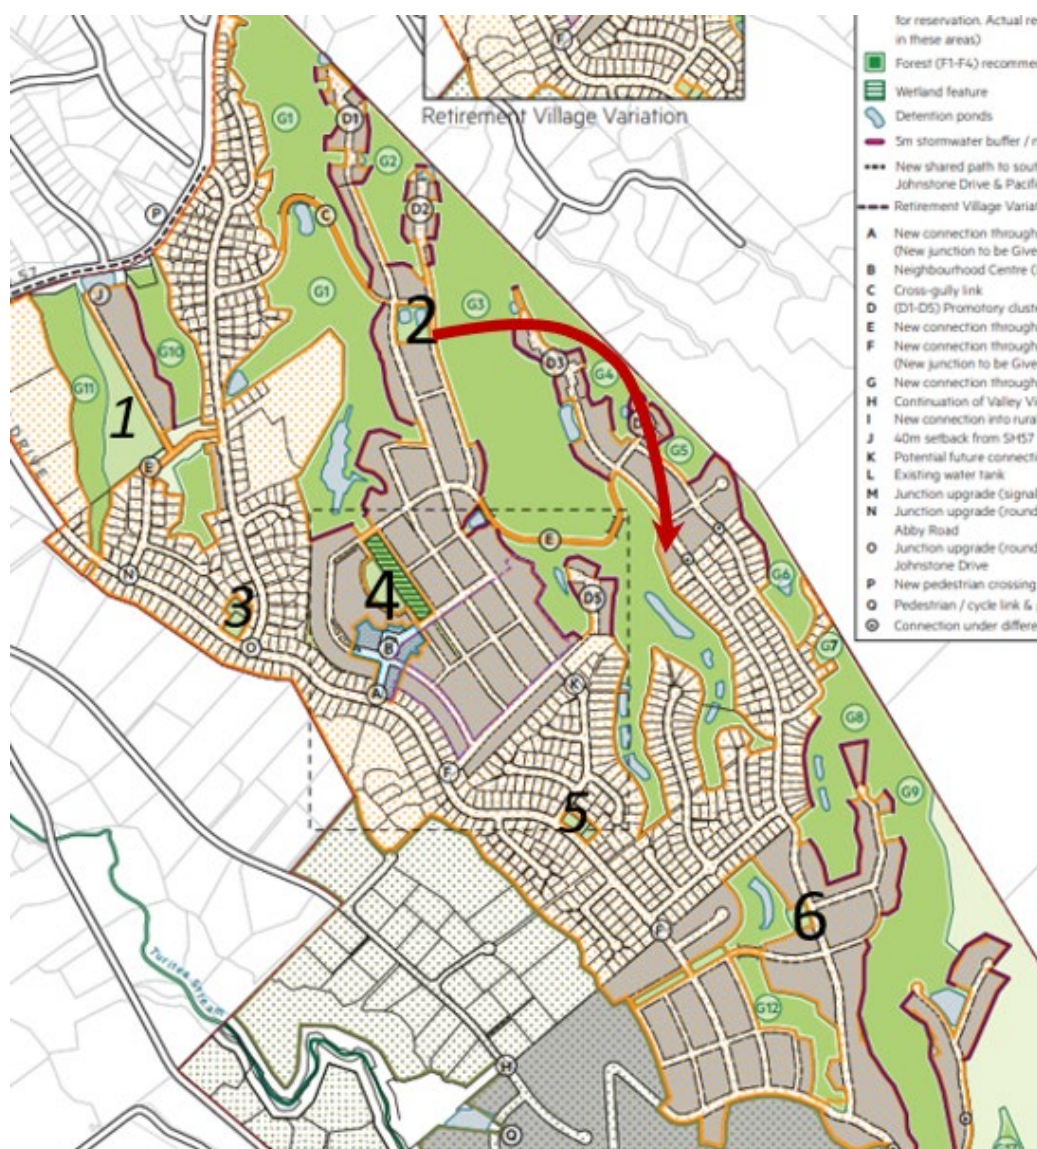 for reservation. Actual re
in these areas)
Forest (F1-F4) recomme
Wetland feature
Detention ponds
5m stormwater buffer / r
New shared path to sout
Johnstone Drive & Pacifi
Retirement Village Variat
A New connection through
(New junction to be Give
B Neighbourhood Centre (
C Cross-gully link
D (D1-D5) Promotory cluste
E New connection through
F New connection through
(New junction to be Give
G New connection through
H Continuation of Valley Vi
I New connection into rura
J 40m setback from SH57
K Potential future connecti
L Existing water tank
M Junction upgrade (signal
N Junction upgrade (round
Abby Road
O Junction upgrade (round
Johnstone Drive
P New pedestrian crossing
Q Pedestrian / cycle link &
Connection under differe
Retirement Village Variation
F
G1
D1
G2
D2
P
C
57
J
G1
2
G3
G10
D3
G4
G11
1
G5
DRIVE
B
E
N
3
4
G6
D5
O
B
G7
A
K
G8
F
5
G9
6
F
Turitea Stream
G12
H
Q